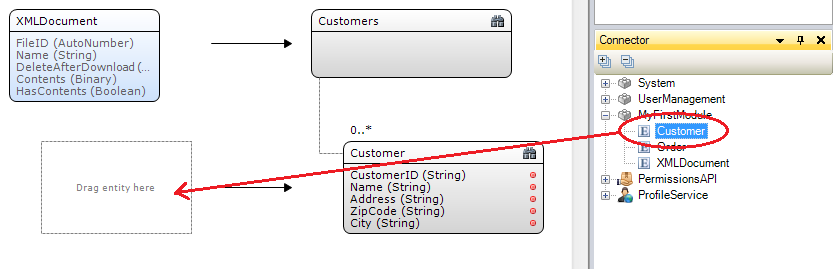 XMLDocument
FileID (AutoNumber)
Name (String)
DeleteAfterDownload (...
Contents (Binary)
HasContents (Boolean)
Customers
0..*
Customer
CustomerID (String)
Name (String)
Address (String)
ZipCode (String)
City (String)
Drag entity here
Connector
System
UserManagement
MyFirstModule
Customer
Order
XMLDocument
PermissionsAPI
ProfileService